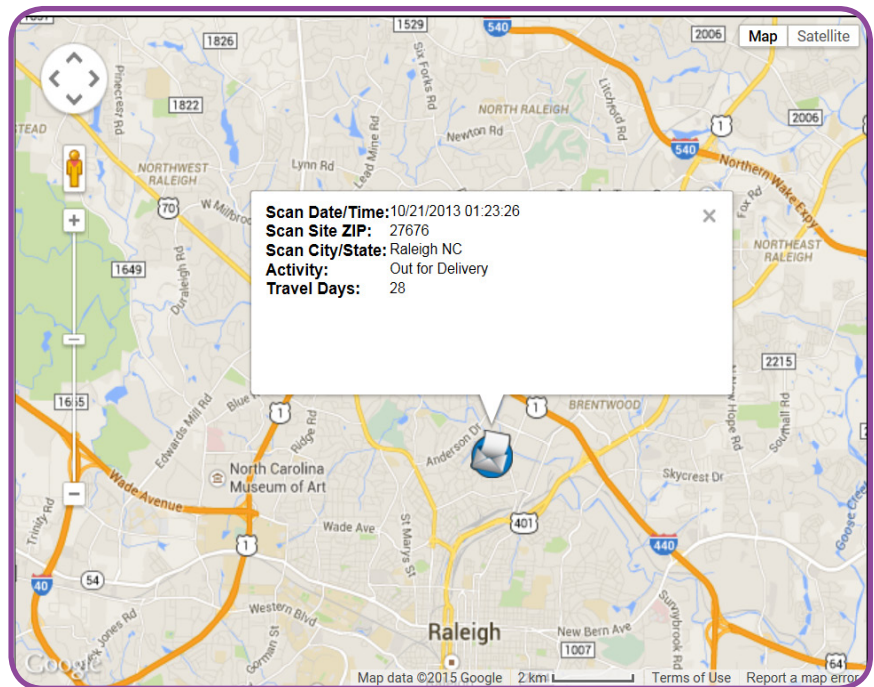 1529
540
1826
2006
Map Satellite
Pinecrest Rd
Six Forks Rd
Litchford Rd
1822
NORTH RALEIGH
2006
Lead Mine Rd
Newton Rd
1
540
Lynn Rd
NORTHWEST
RALEIGH
Northern Wake Expy
70
Fox Rd
Scan Date/Time: 10/21/2013 01:23:26
Scan Site ZIP: 27676
Scan City/State: Raleigh NC
Activity: Out for Delivery
Travel Days: 28
NORTHEAST
RALEIGH
1649
Duraleigh Rd
2215
Edwards Mill Rd
Blue
1
1
BRENTWOOD
New Hope Rd
Southall Rd
Ridge Rd
Anderson Dr
North Carolina
Museum of Art
Skycrest Dr
Wade Avenue
Trinity Rd
Wade Ave
St Marys St
401
Goose Creek
1
440
40
54
Western Blvd
Sunnybrook Rd
Jones Rd
Gorman St
Raleigh
New Bern Ave
1007
64
Google
Map data ©2015 Google 2 km Terms of Use Report a map error